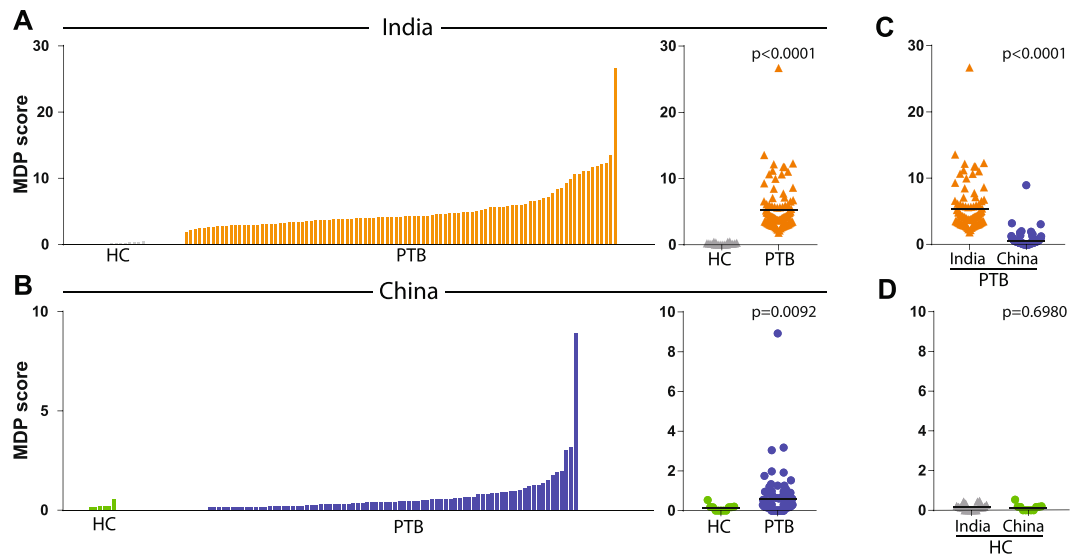 A
India
MDP score
30
20
10
0
HC
PTB
30
20
10
0
p<0.0001
HC
PTB
C
30
20
10
0
p<0.0001
India
China
PTB
B
China
MDP score
10
5
0
HC
PTB
10
8
6
4
2
0
p=0.0092
HC
PTB
D
10
8
6
4
2
0
p=0.6980
India
China
HC